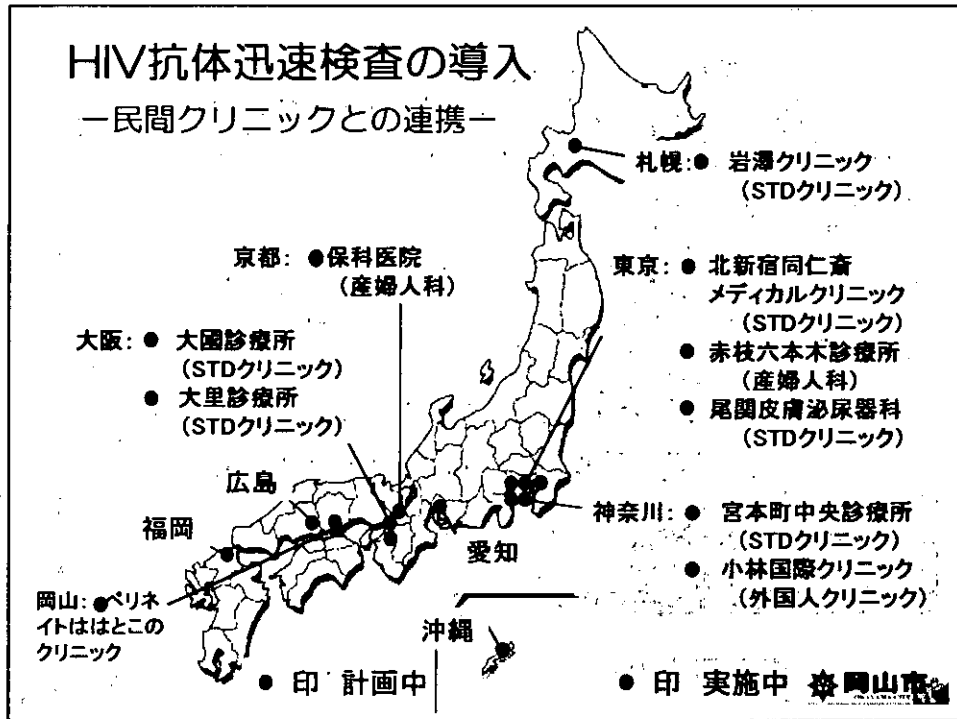 HIV抗体迅速検査の導入
ー民間クリニックとの連携ー
札幌:● 岩澤クリニック
(STDクリニック)
京都: ●保科医院
(産婦人科)
東京:● 北新宿同仁斎
メディカルクリニック
(STDクリニック)
● 赤枝六本木診療所
(産婦人科)
● 尾関皮膚泌尿器科
(STDクリニック)
大阪:● 大國診療所
(STDクリニック)
● 大里診療所
(STDクリニック)
広島
福岡
愛知
神奈川:● 宮本町中央診療所
(STDクリニック)
● 小林国際クリニック
(外国人クリニック)
岡山:●ペリネ
イトははとこの
クリニック
沖縄
● 印 計画中
● 印 実施中
岡山市